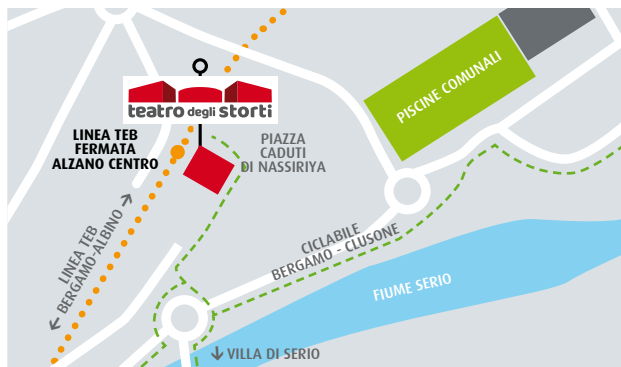 PISCINE COMUNALI
teatro degli storti
LINEA TEB
FERMATA
ALZANO CENTRO
PIAZZA
CADUTI
DI NASSIRIYA
LINEA TEB
BERGAMO-ALBINO
CICLABILE
BERGAMO - CLUSONE
FIUME SERIO
VILLA DI SERIO